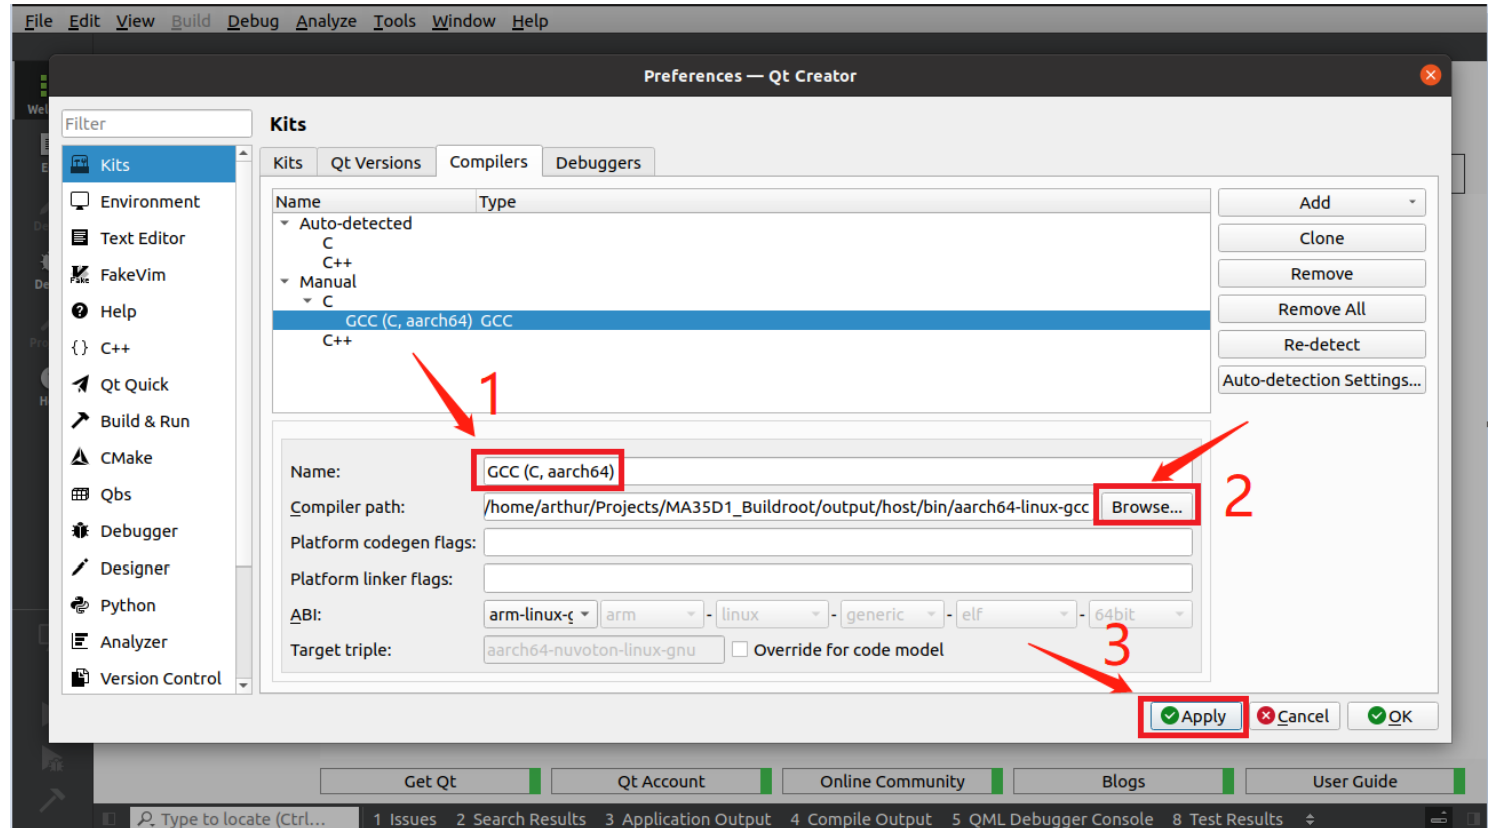 File Edit View Build Debug Analyze Tools Window Help
Preferences — Qt Creator
Wel
Filter
Kits
Kits
Environment
Text Editor
FakeVim
Help
C++
Qt Quick
Build & Run
CMake
Qbs
Debugger
Designer
Python
Analyzer
Version Control
Kits Qt Versions Compilers Debuggers
Name Type
Auto-detected
C
C++
Manual
C
GCC (C, aarch64) GCC
C++
Add
Clone
Remove
Remove All
Re-detect
Auto-detection Settings...
1
2
3
Name: GCC (C, aarch64)
Compiler path: /home/arthur/Projects/MA35D1_Buildroot/output/host/bin/aarch64-linux-gcc Browse...
Platform codegen flags:
Platform linker flags:
ABI: arm-linux-g arm - linux - generic - elf - 64bit
Target triple: aarch64-nuvoton-linux-gnu Override for code model
Apply Cancel OK
Get Qt Qt Account Online Community Blogs User Guide
Type to locate (Ctrl... 1 Issues 2 Search Results 3 Application Output 4 Compile Output 5 QML Debugger Console 8 Test Results